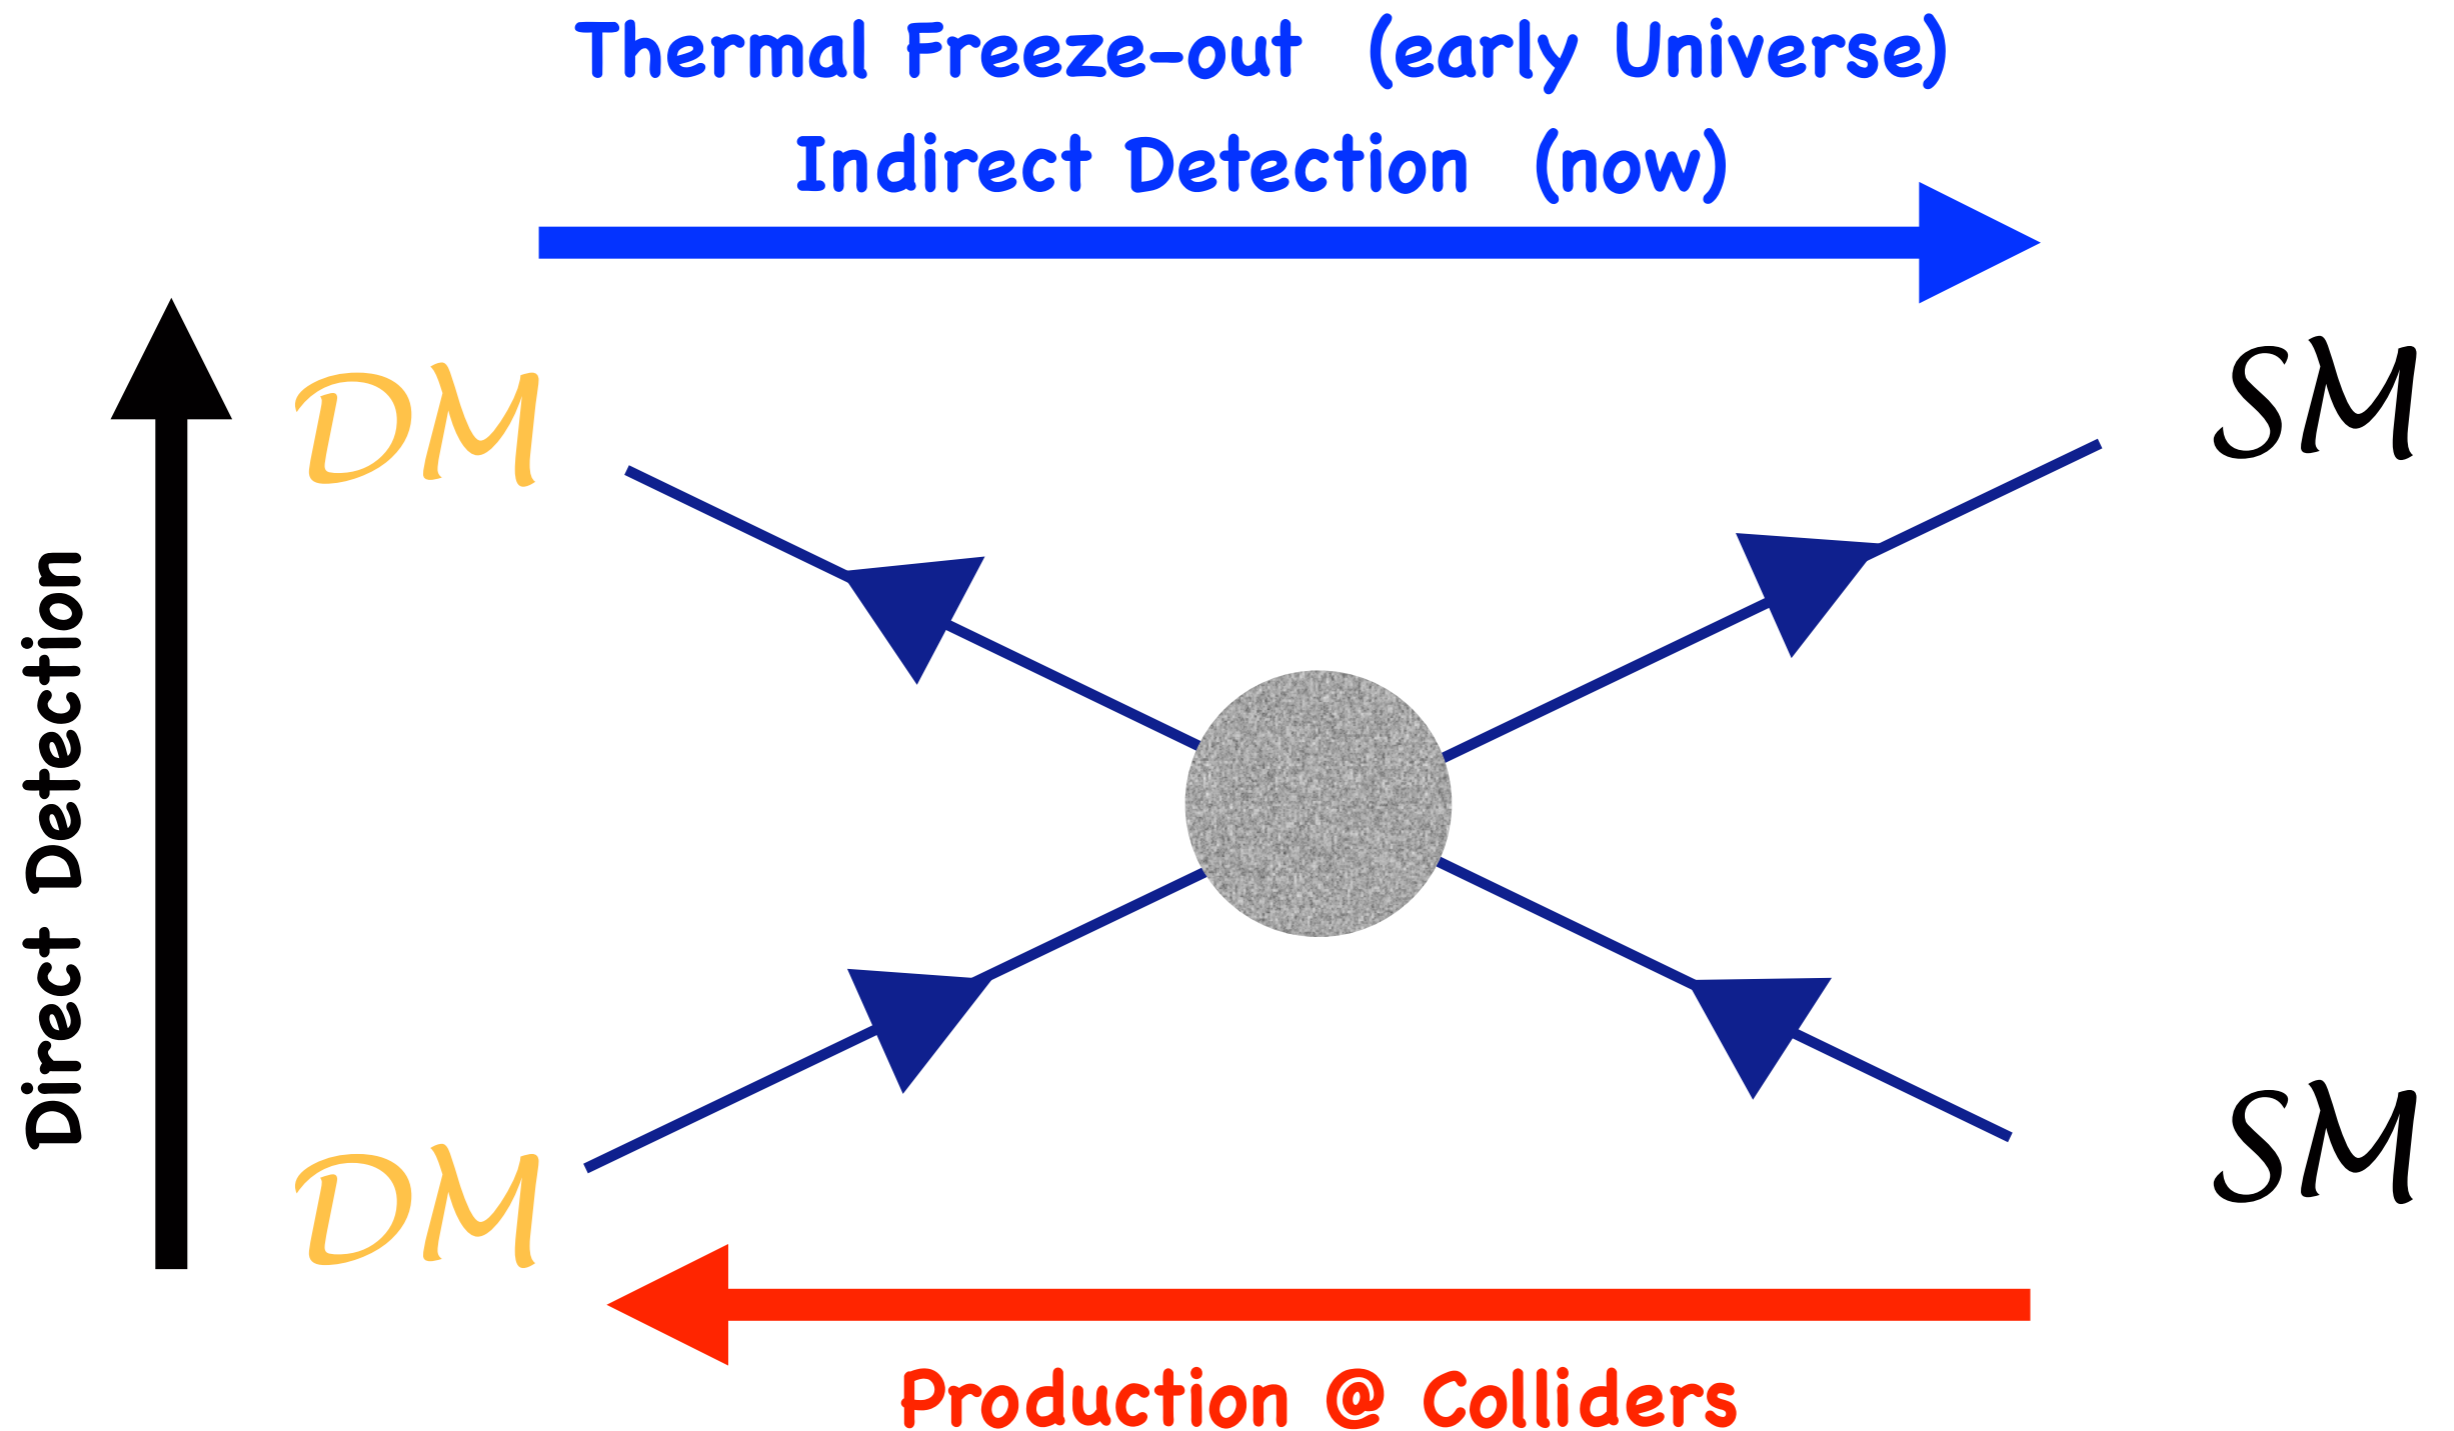 Thermal Freeze-out (early Universe)
Indirect Detection (now)
DM
SM
Direct Detection
DM
SM
Production @ Colliders